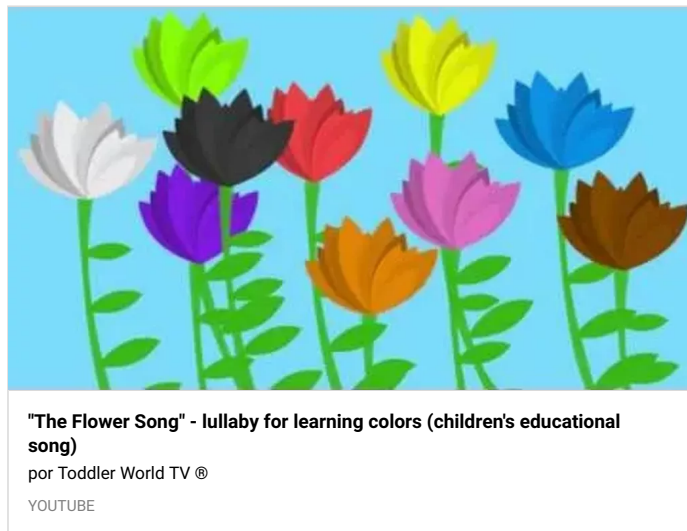 "The Flower Song" - lullaby for learning colors (children's educational
song)
por Toddler World TV ®
YOUTUBE